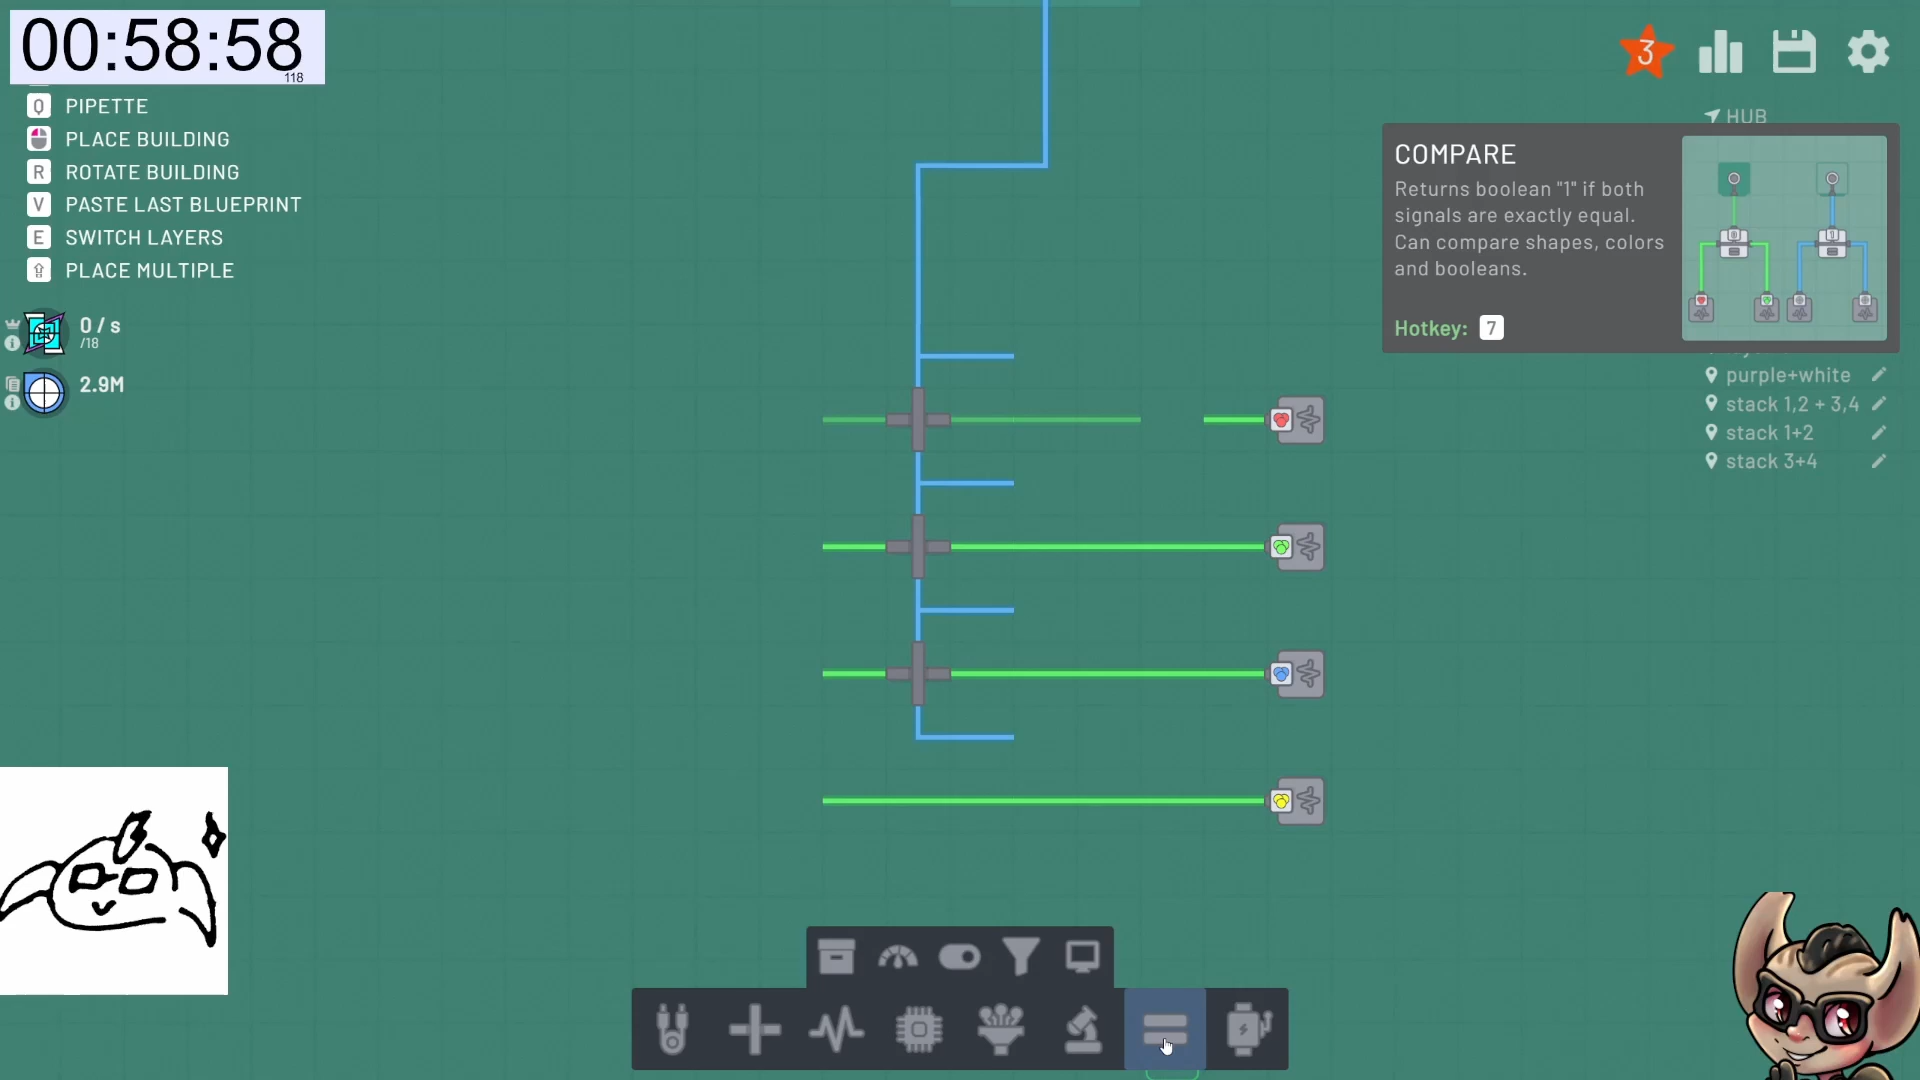 00:58:58
118
Q PIPETTE
PLACE BUILDING
R ROTATE BUILDING
V PASTE LAST BLUEPRINT
E SWITCH LAYERS
PLACE MULTIPLE
0 / s
/18
2.9M
3
HUB
COMPARE
Returns boolean "1" if both
signals are exactly equal.
Can compare shapes, colors
and booleans.
Hotkey: 7
purple+white
stack 1,2 + 3,4
stack 1+2
stack 3+4